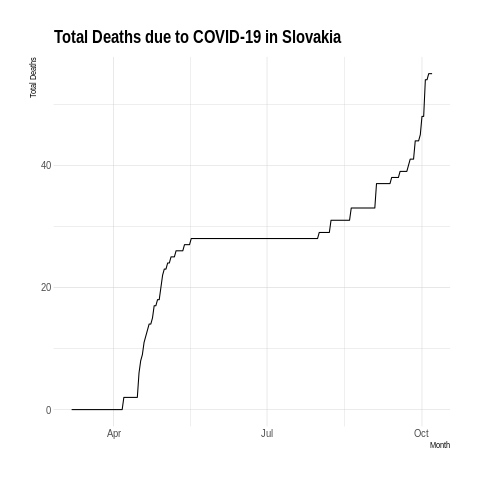 Total Deaths due to COVID-19 in Slovakia
Total Deaths
40
20
0
Apr
Jul
Oct
Month